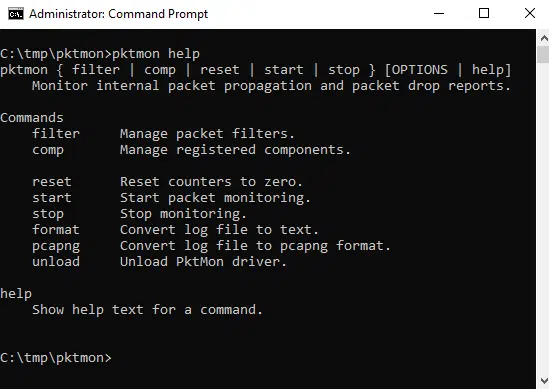 Administrator: Command Prompt
C:\tmp\pktmon>pktmon help
pktmon { filter | comp | reset | start | stop } [OPTIONS | help]
    Monitor internal packet propagation and packet drop reports.
Commands
    filter     Manage packet filters.
    comp       Manage registered components.
    reset      Reset counters to zero.
    start      Start packet monitoring.
    stop       Stop monitoring.
    format     Convert log file to text.
    pcapng     Convert log file to pcapng format.
    unload     Unload PktMon driver.
help
    Show help text for a command.
C:\tmp\pktmon>